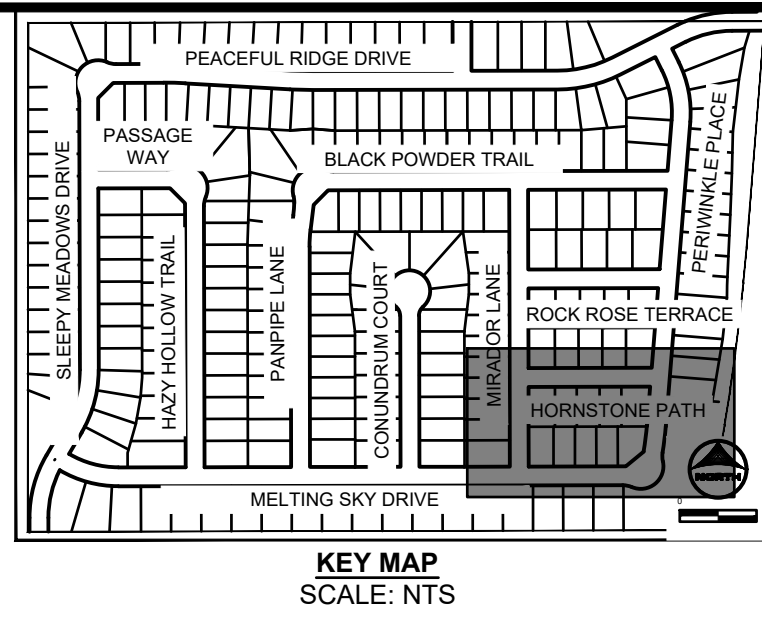 PEACEFUL RIDGE DRIVE
PASSAGE
WAY
BLACK POWDER TRAIL
SLEEPY MEADOWS DRIVE
HAZY HOLLOW TRAIL
PANPIPE LANE
CONUNDRUM COURT
MIRADOR LANE
PERIWINKLE PLACE
ROCK ROSE TERRACE
HORNSTONE PATH
MELTING SKY DRIVE
NORTH
0
KEY MAP
SCALE: NTS